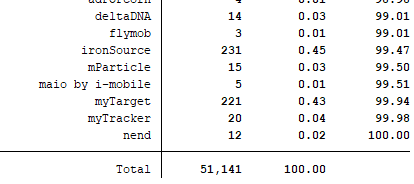 deltaDNA 14 0.03 99.01
flymob 3 0.01 99.01
ironSource 231 0.45 99.47
mParticle 15 0.03 99.50
maio by i-mobile 5 0.01 99.51
myTarget 221 0.43 99.94
myTracker 20 0.04 99.98
nend 12 0.02 100.00
Total 51,141 100.00